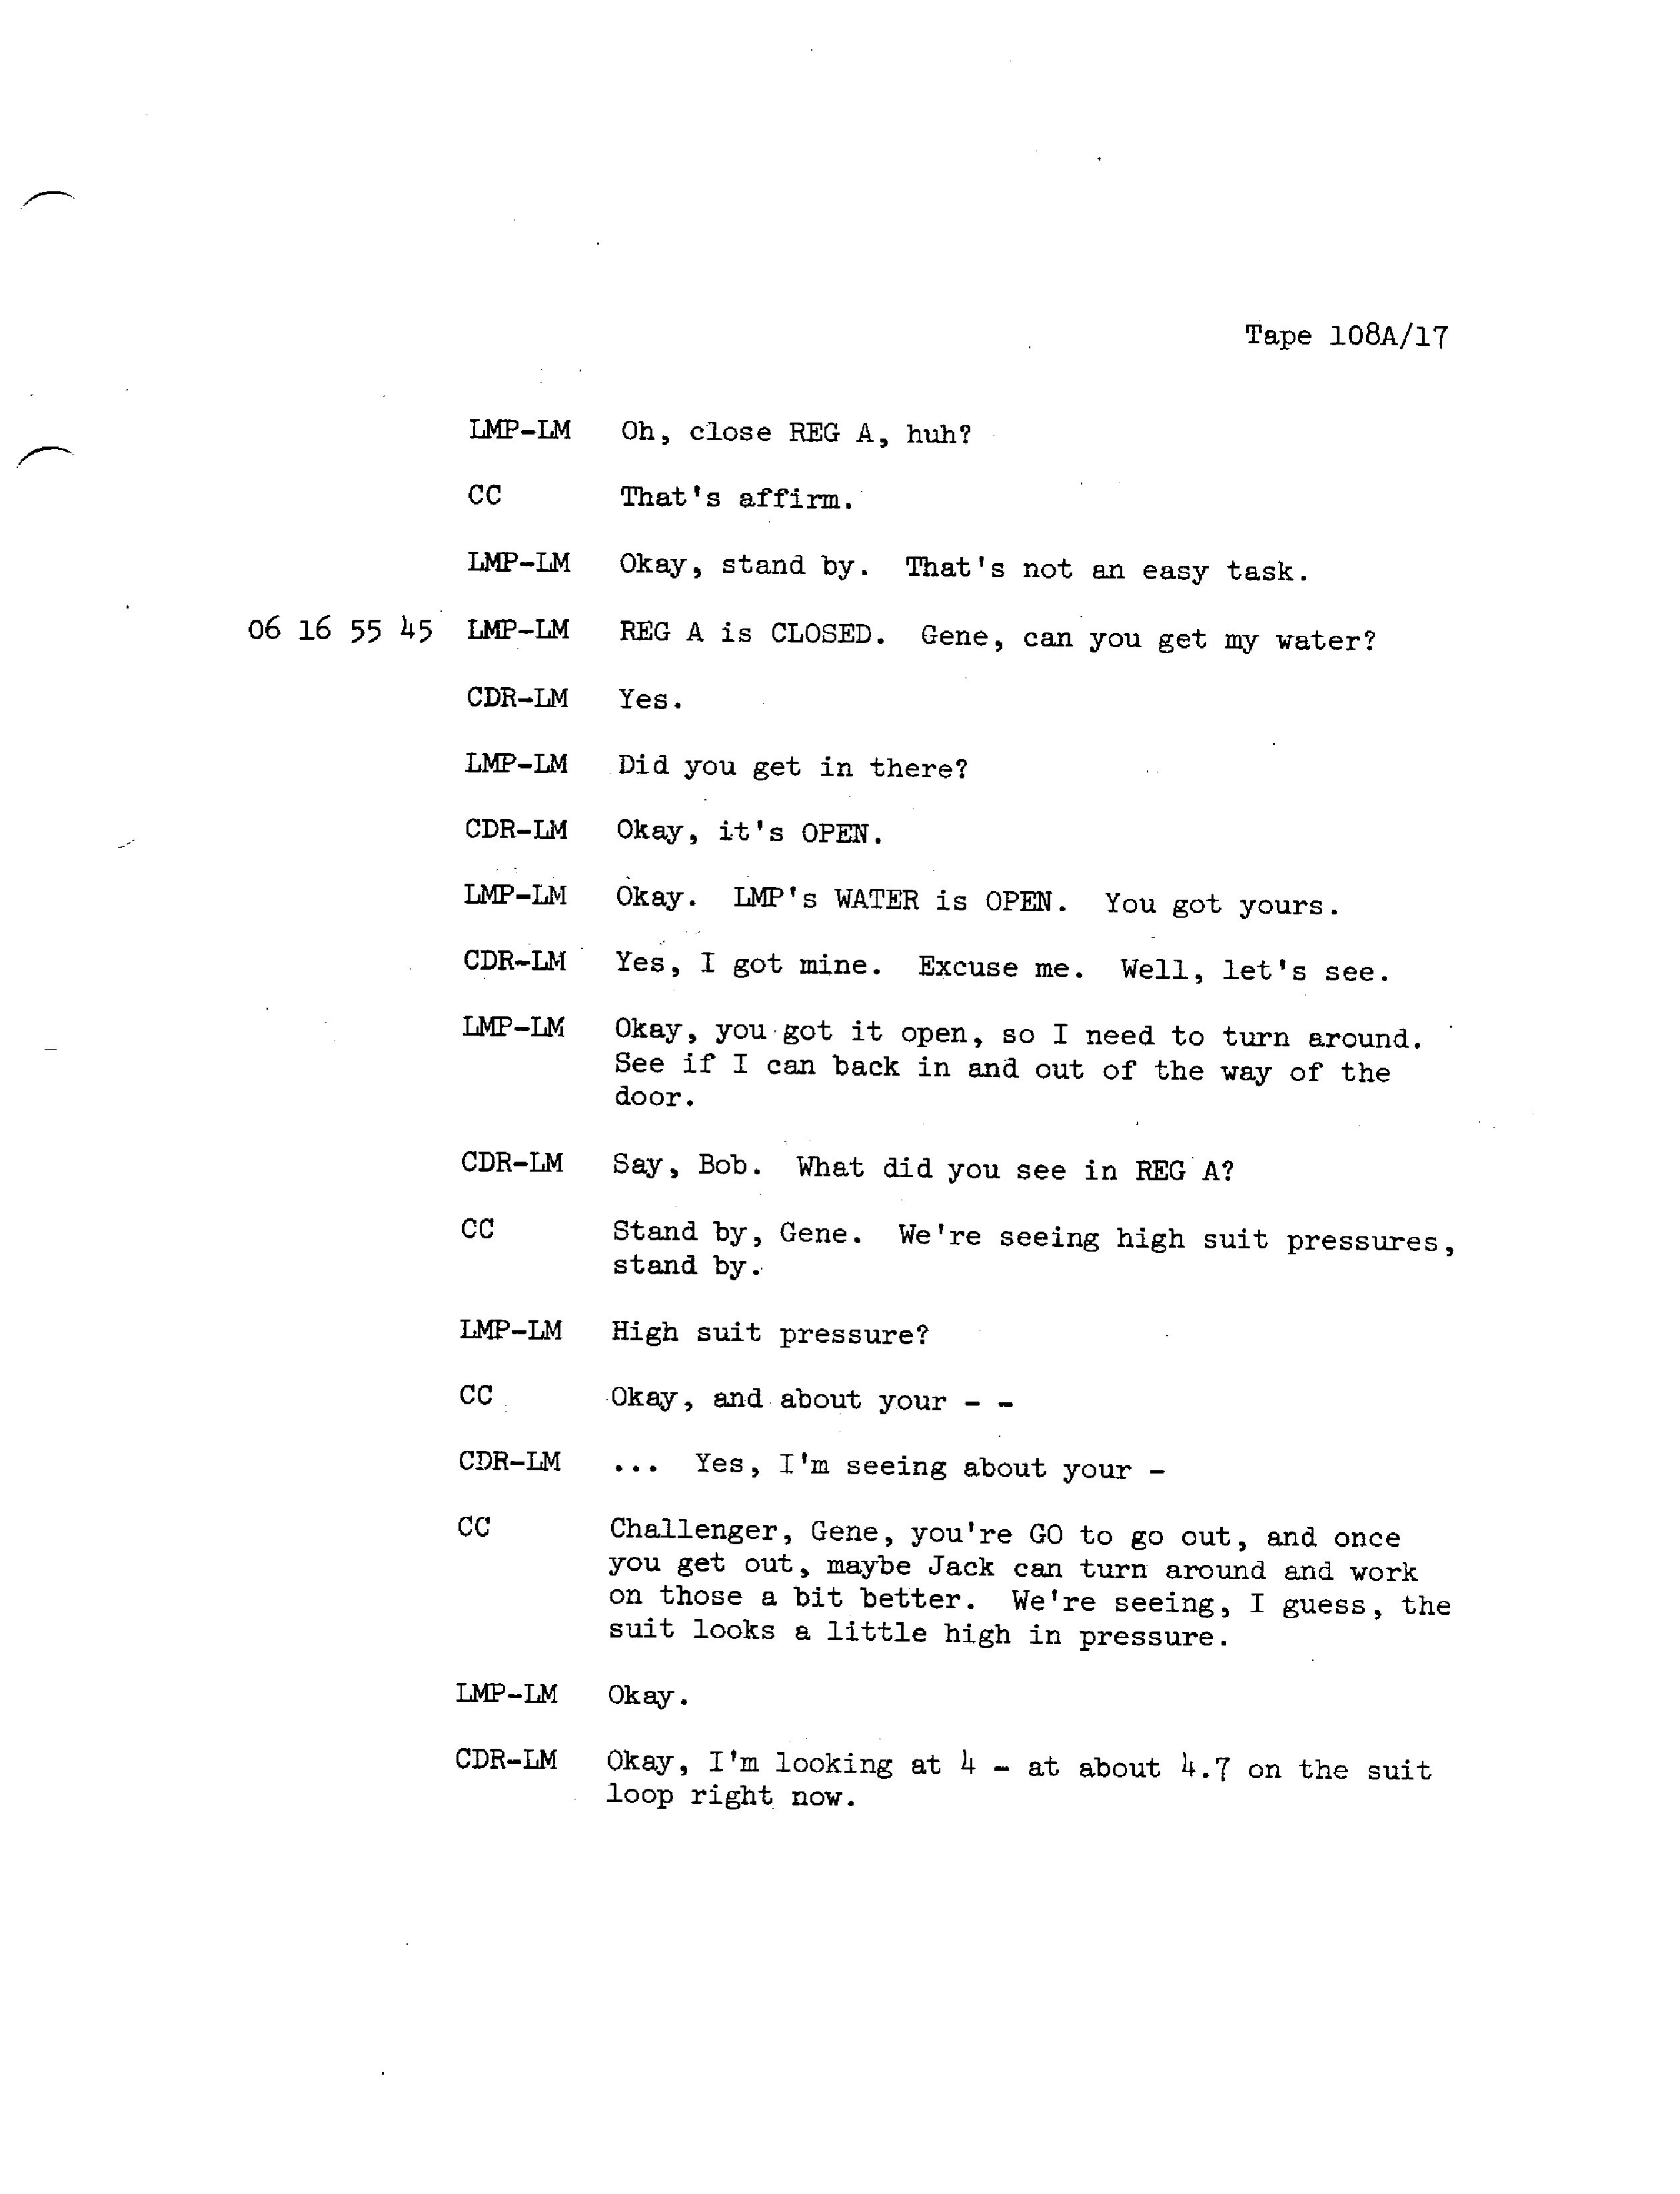 Tape 108A/17
LMP-LM Oh, close REG A, huh?
CC That's affirm.
LMP-LM Okay, stand by. That's not an easy task.
06 16 55 45 LMP-LM REG A is CLOSED. Gene, can you get my water?
CDR-LM Yes.
LMP-LM Did you get in there?
CDR-LM Okay, it's OPEN.
LMP-LM Okay. LMP's WATER is OPEN. You got yours.
CDR-LM Yes, I got mine. Excuse me. Well, let's see.
LMP-LM Okay, you got it open, so I need to turn around.
See if I can back in and out of the way of the
door.
CDR-LM Say, Bob. What did you see in REG A?
CC Stand by, Gene. We're seeing high suit pressures,
stand by.
LMP-LM High suit pressure?
CC Okay, and about your - -
CDR-LM ... Yes, I'm seeing about your -
CC Challenger, Gene, you're GO to go out, and once
you get out, maybe Jack can turn around and work
on those a bit better. We're seeing, I guess, the
suit looks a little high in pressure.
LMP-LM Okay.
CDR-LM Okay, I'm looking at 4 - at about 4.7 on the suit
loop right now.